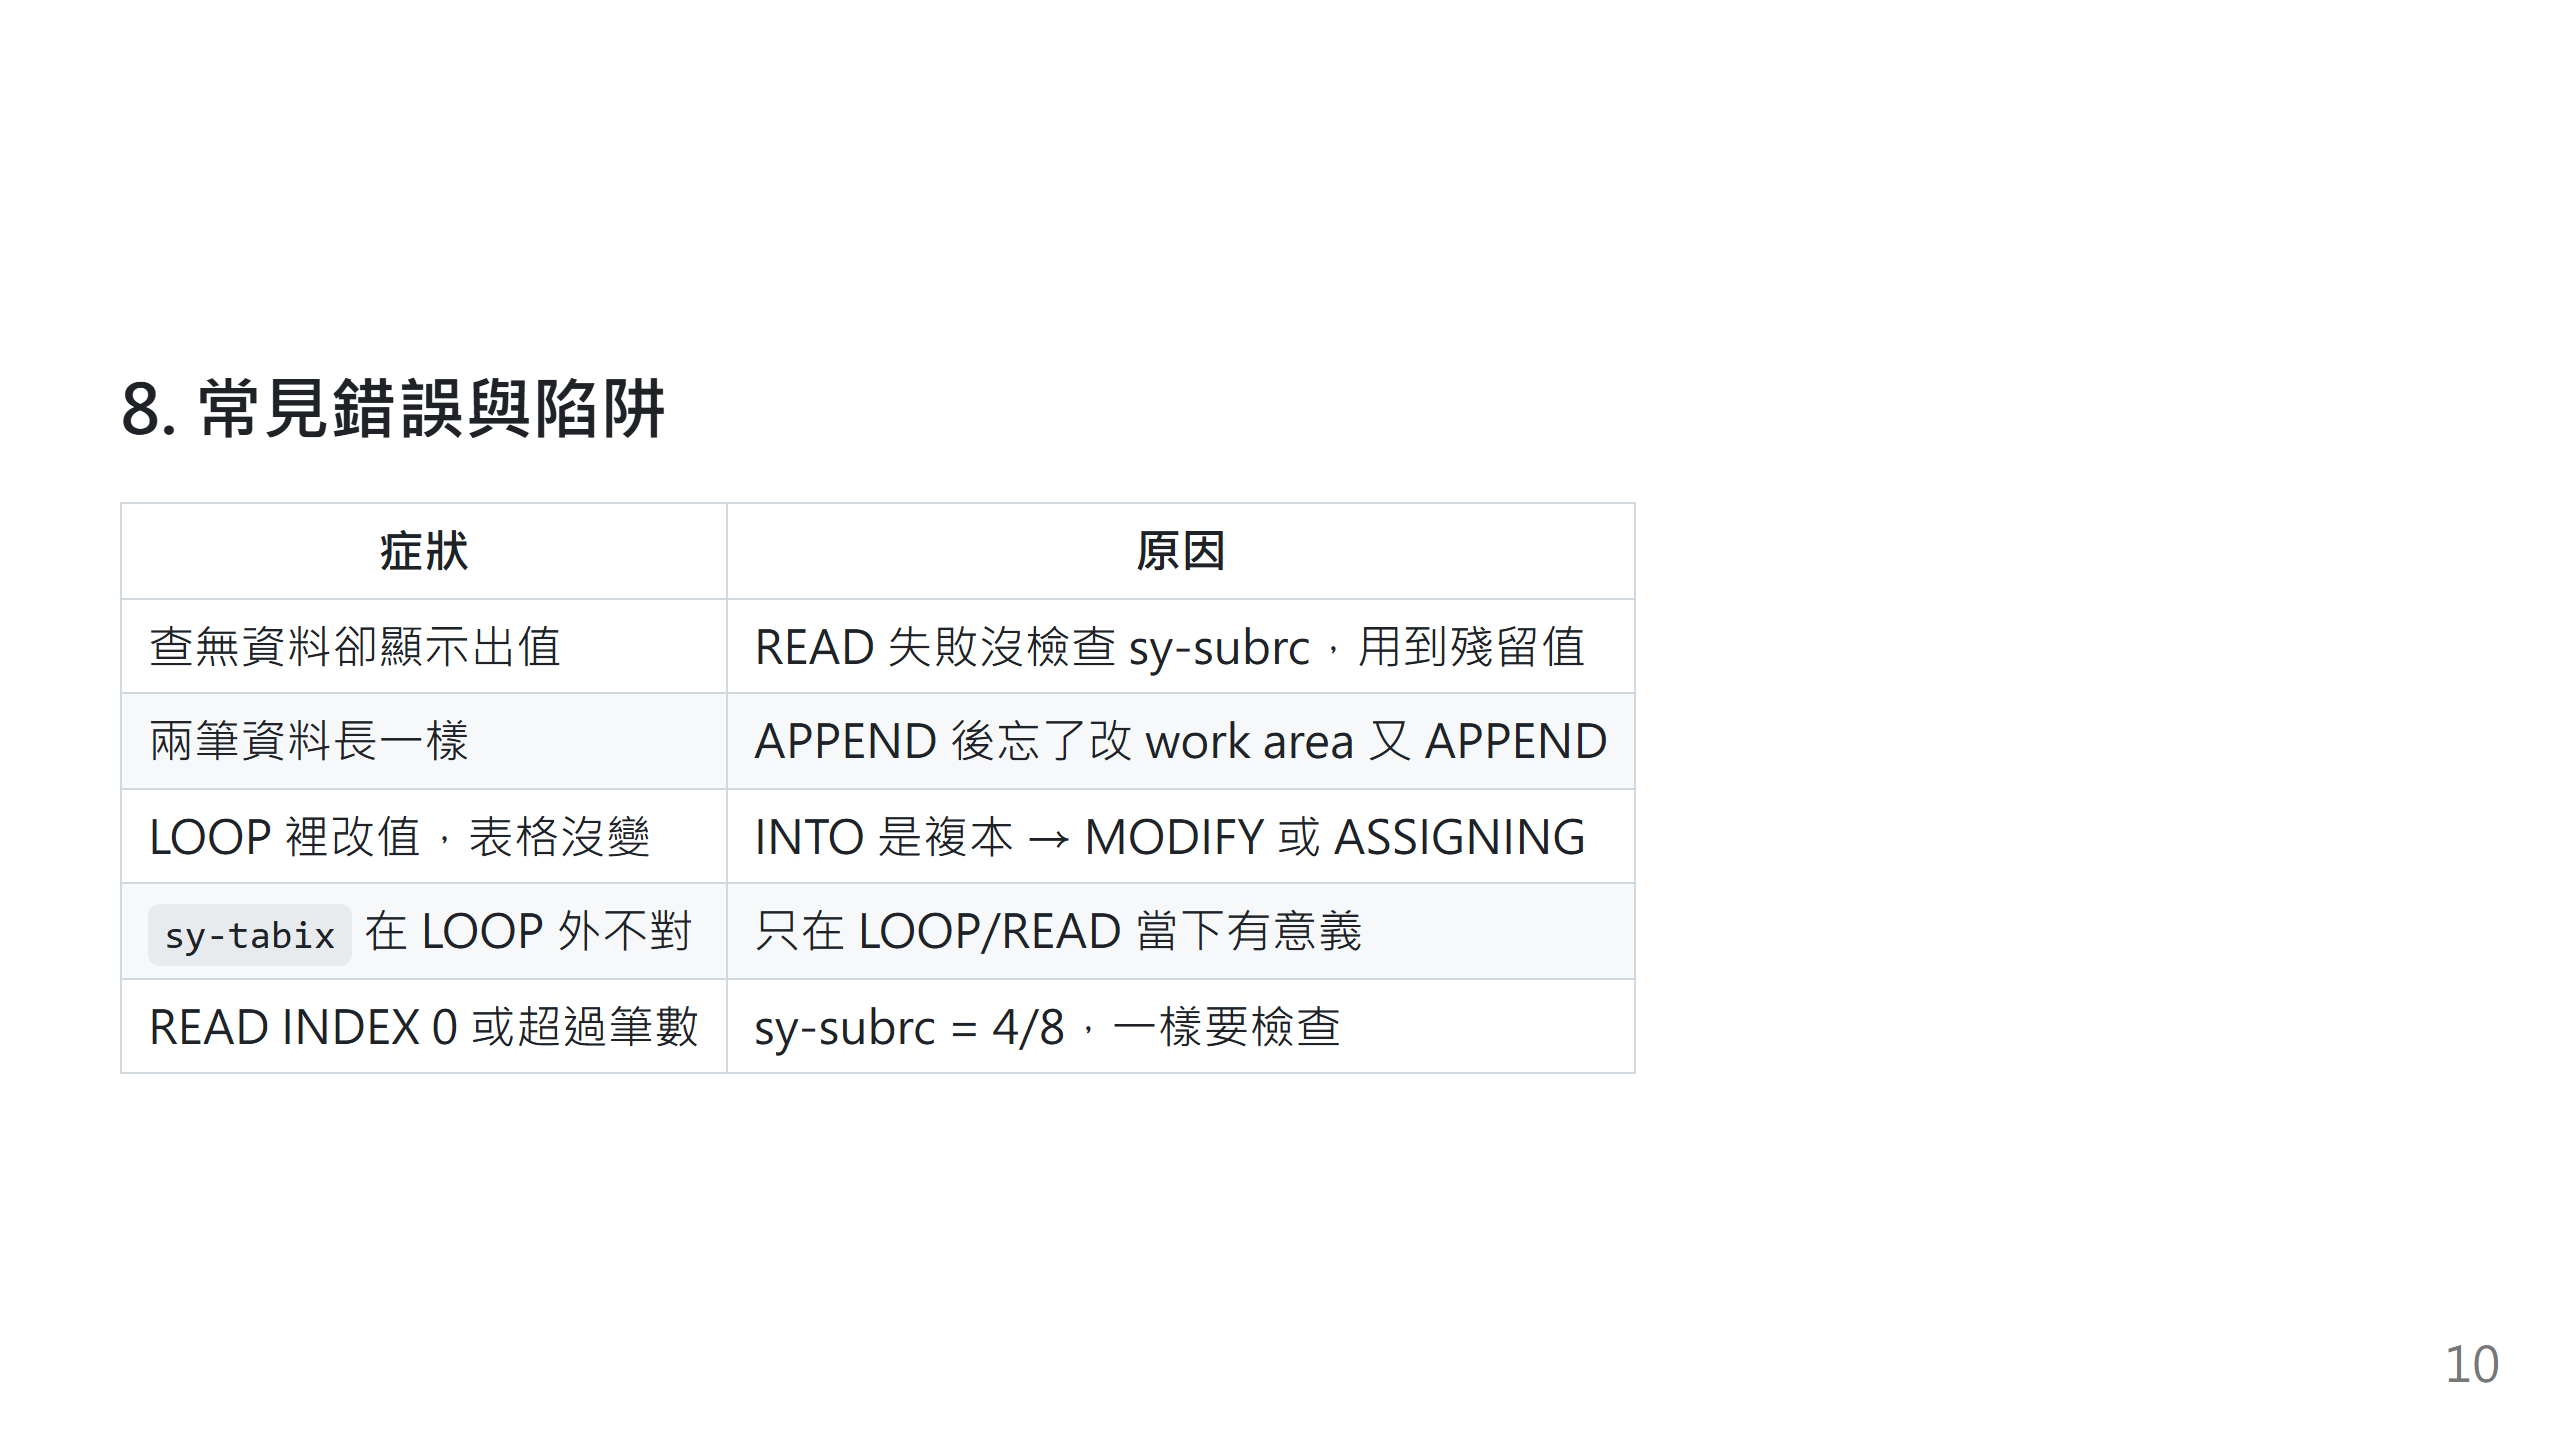 8. 常見錯誤與陷阱
症狀 原因
查無資料卻顯示出值 READ 失敗沒檢查 sy-subrc，用到殘留值
兩筆資料長一樣 APPEND 後忘了改 work area 又 APPEND
LOOP 裡改值，表格沒變 INTO 是複本 → MODIFY 或 ASSIGNING
sy-tabix 在 LOOP 外不對 只在 LOOP/READ 當下有意義
READ INDEX 0 或超過筆數 sy-subrc = 4/8，一樣要檢查
10